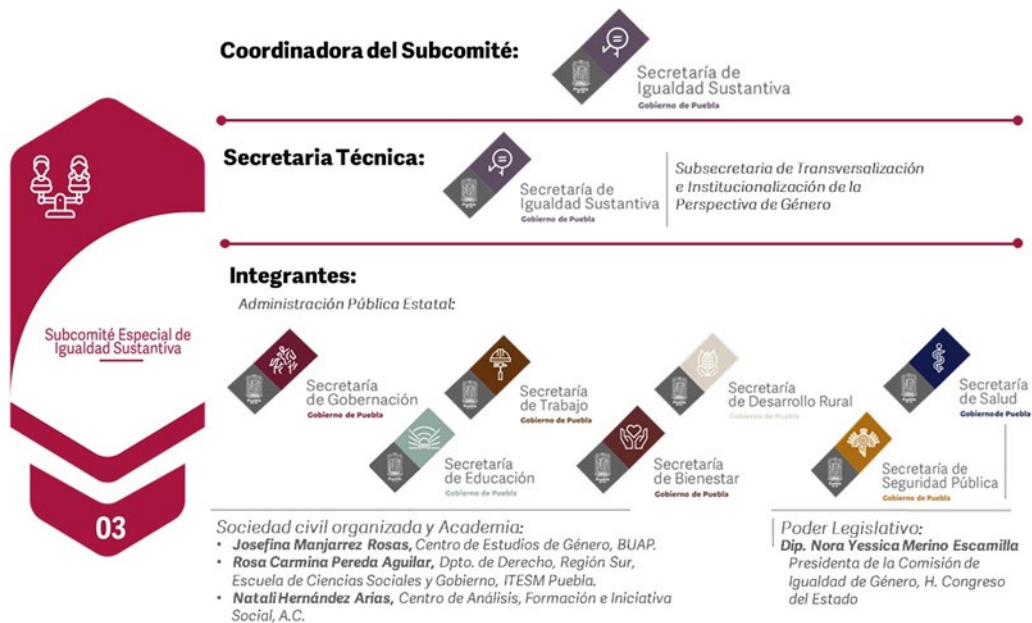 Coordinadora del Subcomité:
Secretaría de
Igualdad Sustantiva
Gobierno de Puebla
Secretaria Técnica:
Secretaría de
Igualdad Sustantiva
Gobierno de Puebla
Subsecretaria de Transversalización
e Institucionalización de la
Perspectiva de Género
Subcomité Especial de
Igualdad Sustantiva
03
Integrantes:
Administración Pública Estatal:
Secretaría
de Gobernación
Gobierno de Puebla
Secretaría
de Trabajo
Gobierno de Puebla
Secretaría
de Desarrollo Rural
Gobierno de Puebla
Secretaría
de Salud
Gobierno de Puebla
Secretaría
de Educación
Gobierno de Puebla
Secretaría
de Bienestar
Gobierno de Puebla
Secretaría de
Seguridad Pública
Gobierno de Puebla
Sociedad civil organizada y Academia:
• Josefina Manjarrez Rosas, Centro de Estudios de Género, BUAP.
• Rosa Carmina Pereda Aguilar, Dpto. de Derecho, Región Sur,
Escuela de Ciencias Sociales y Gobierno, ITESM Puebla.
• Natali Hernández Arias, Centro de Análisis, Formación e Iniciativa
Social, A.C.
Poder Legislativo:
Dip. Nora Yessica Merino Escamilla
Presidenta de la Comisión de
Igualdad de Género, H. Congreso
del Estado